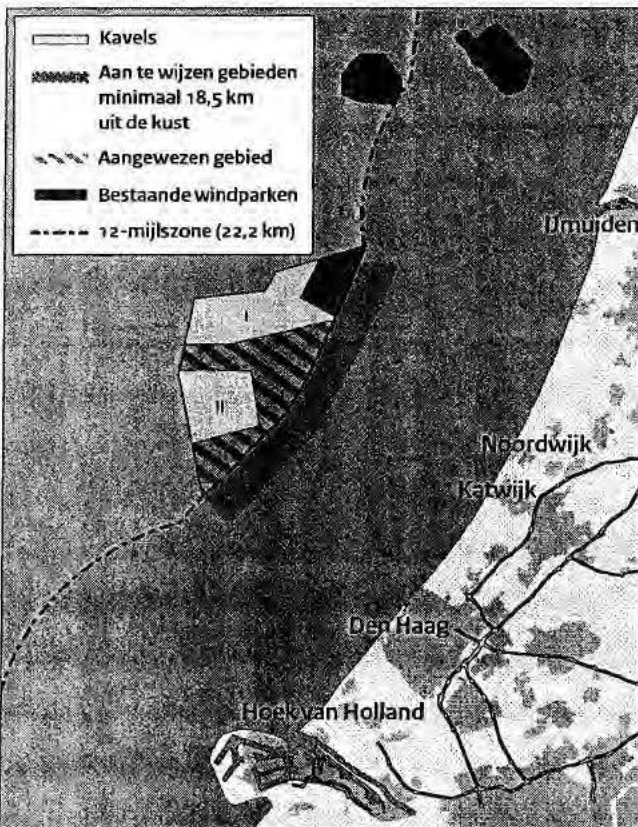 Kavels
Aan te wijzen gebieden
minimaal 18,5 km
uit de kust
Aangewezen gebied
Bestaande windparken
12-mijlszone (22,2 km)
IJmuiden
I
II
Noordwijk
Katwijk
Den Haag
Hoek van Holland